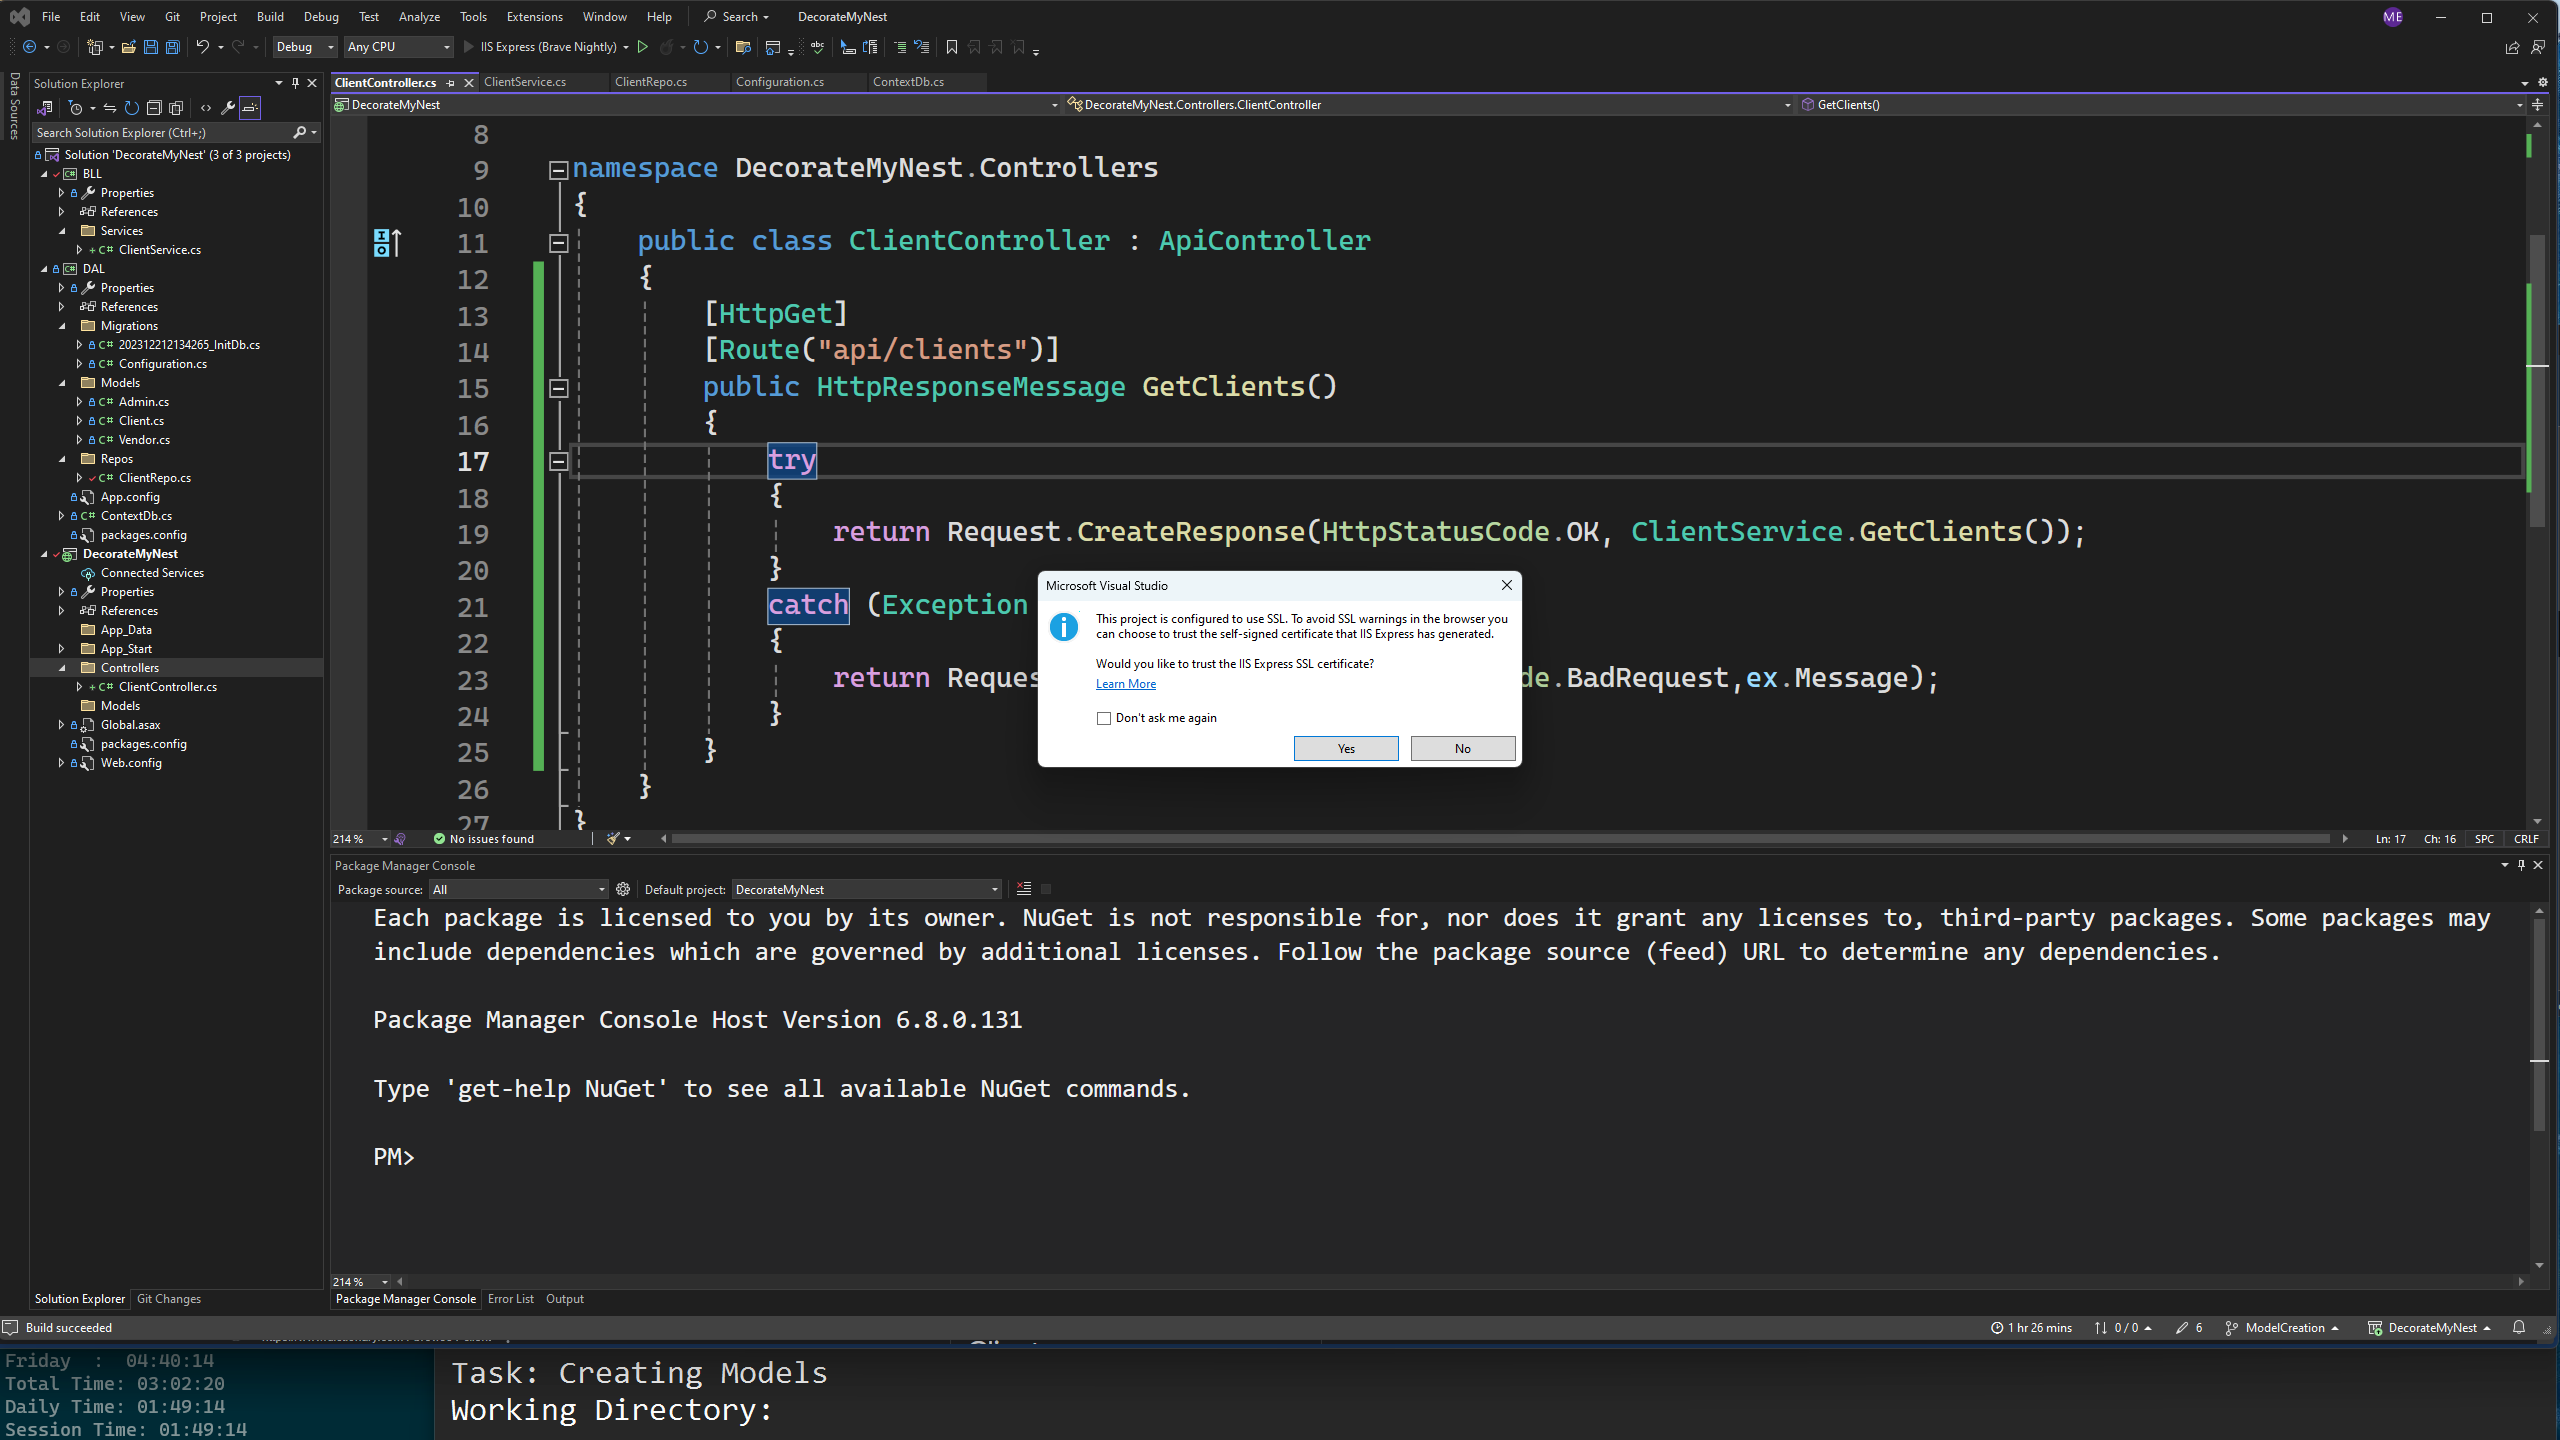 File Edit View Git Project Build Debug Test Analyze Tools Extensions Window Help Search DecorateMyNest ME
Debug Any CPU IIS Express (Brave Nightly)
Data Sources
Solution Explorer
Search Solution Explorer (Ctrl+;)
Solution 'DecorateMyNest' (3 of 3 projects)
BLL
Properties
References
Services
C# ClientService.cs
DAL
Properties
References
Migrations
C# 202312212134265_InitDb.cs
C# Configuration.cs
Models
C# Admin.cs
C# Client.cs
C# Vendor.cs
Repos
C# ClientRepo.cs
App.config
C# ContextDb.cs
packages.config
DecorateMyNest
Connected Services
Properties
References
App_Data
App_Start
Controllers
C# ClientController.cs
Models
Global.asax
packages.config
Web.config
Solution Explorer Git Changes
ClientController.cs ClientService.cs ClientRepo.cs Configuration.cs ContextDb.cs
DecorateMyNest DecorateMyNest.Controllers.ClientController GetClients()
8
9 namespace DecorateMyNest.Controllers
10 {
11 public class ClientController : ApiController
12 {
13 [HttpGet]
14 [Route("api/clients")]
15 public HttpResponseMessage GetClients()
16 {
17 try
18 {
19 return Request.CreateResponse(HttpStatusCode.OK, ClientService.GetClients());
20 }
21 catch (Exception
22 {
23 return Reques de.BadRequest,ex.Message);
24 }
25 }
26 }
27 }
Microsoft Visual Studio
This project is configured to use SSL. To avoid SSL warnings in the browser you
can choose to trust the self-signed certificate that IIS Express has generated.
Would you like to trust the IIS Express SSL certificate?
Learn More
Don't ask me again
Yes No
214 % No issues found Ln: 17 Ch: 16 SPC CRLF
Package Manager Console
Package source: All Default project: DecorateMyNest
Each package is licensed to you by its owner. NuGet is not responsible for, nor does it grant any licenses to, third-party packages. Some packages may
include dependencies which are governed by additional licenses. Follow the package source (feed) URL to determine any dependencies.
Package Manager Console Host Version 6.8.0.131
Type 'get-help NuGet' to see all available NuGet commands.
PM>
214 %
Package Manager Console Error List Output
Build succeeded 1 hr 26 mins 0 / 0 6 ModelCreation DecorateMyNest
Friday : 04:40:14
Total Time: 03:02:20
Daily Time: 01:49:14
Session Time: 01:49:14
Task: Creating Models
Working Directory: